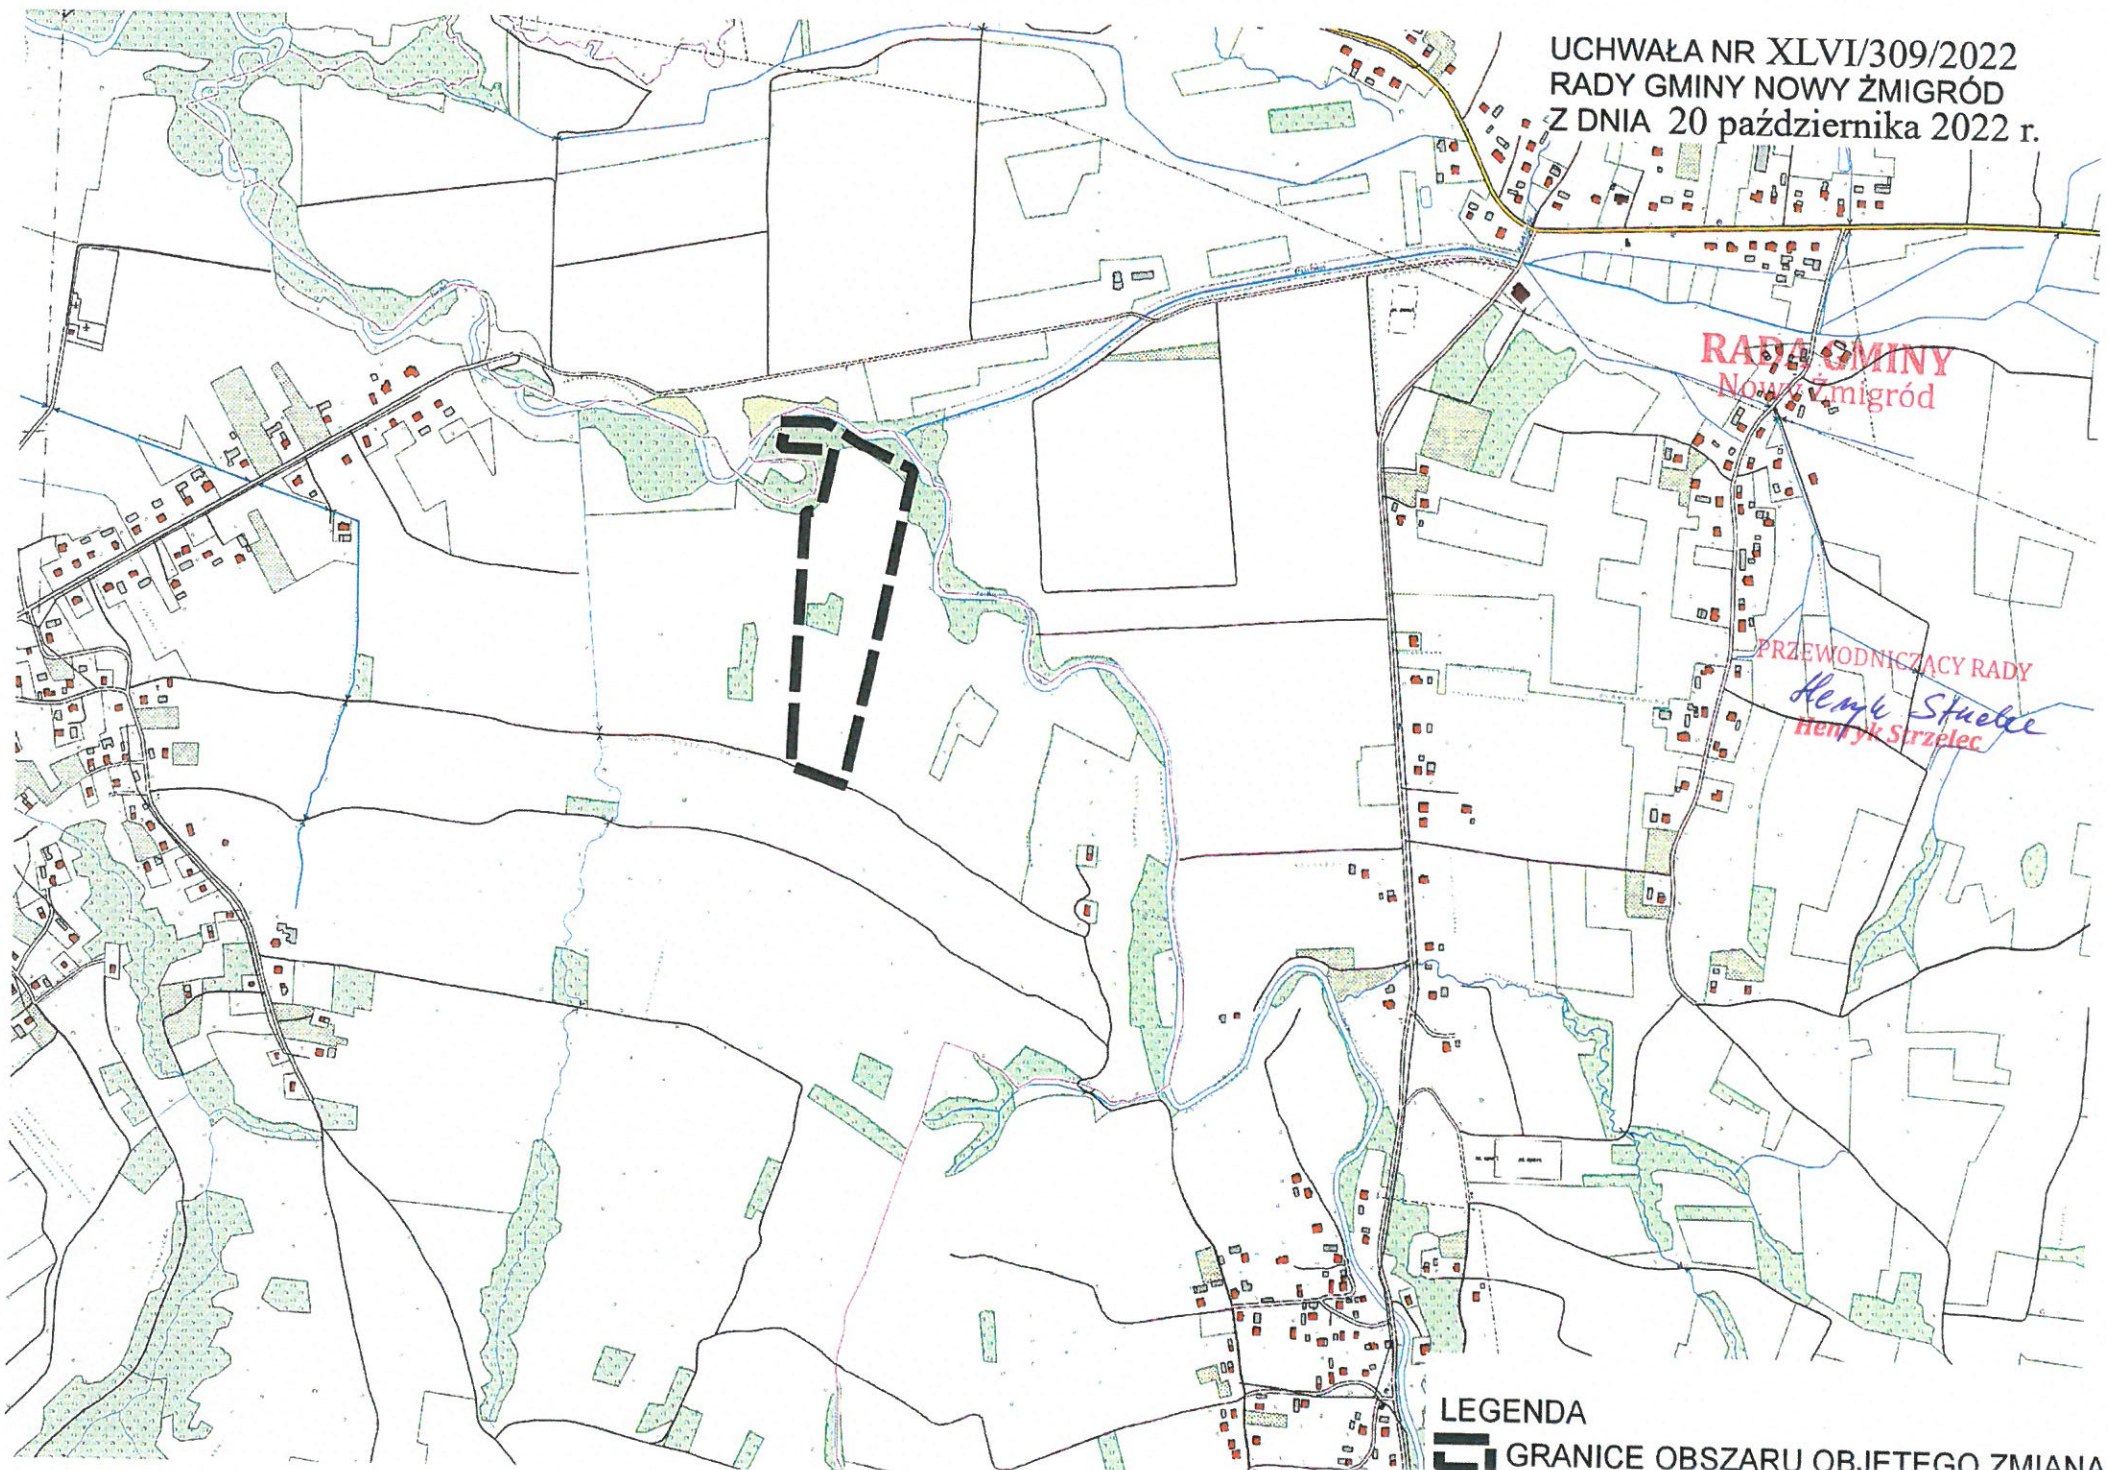 UCHWAŁA NR XLVI/309/2022
RADY GMINY NOWY ŻMIGRÓD
Z DNIA 20 października 2022 r.
RADA GMINY
Nowy Żmigród
PRZEWODNICZĄCY RADY
Henryk Strzelec
LEGENDA
GRANICE OBSZARU OBJĘTEGO ZMIANĄ